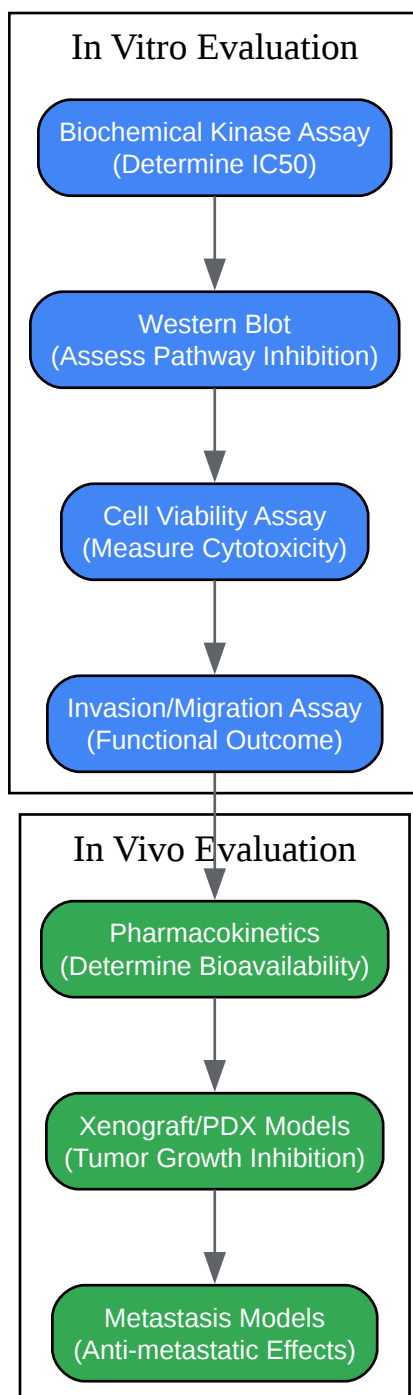 In Vitro Evaluation
Biochemical Kinase Assay
(Determine IC50)
Western Blot
(Assess Pathway Inhibition)
Cell Viability Assay
(Measure Cytotoxicity)
Invasion/Migration Assay
(Functional Outcome)
In Vivo Evaluation
Pharmacokinetics
(Determine Bioavailability)
Xenograft/PDX Models
(Tumor Growth Inhibition)
Metastasis Models
(Anti-metastatic Effects)